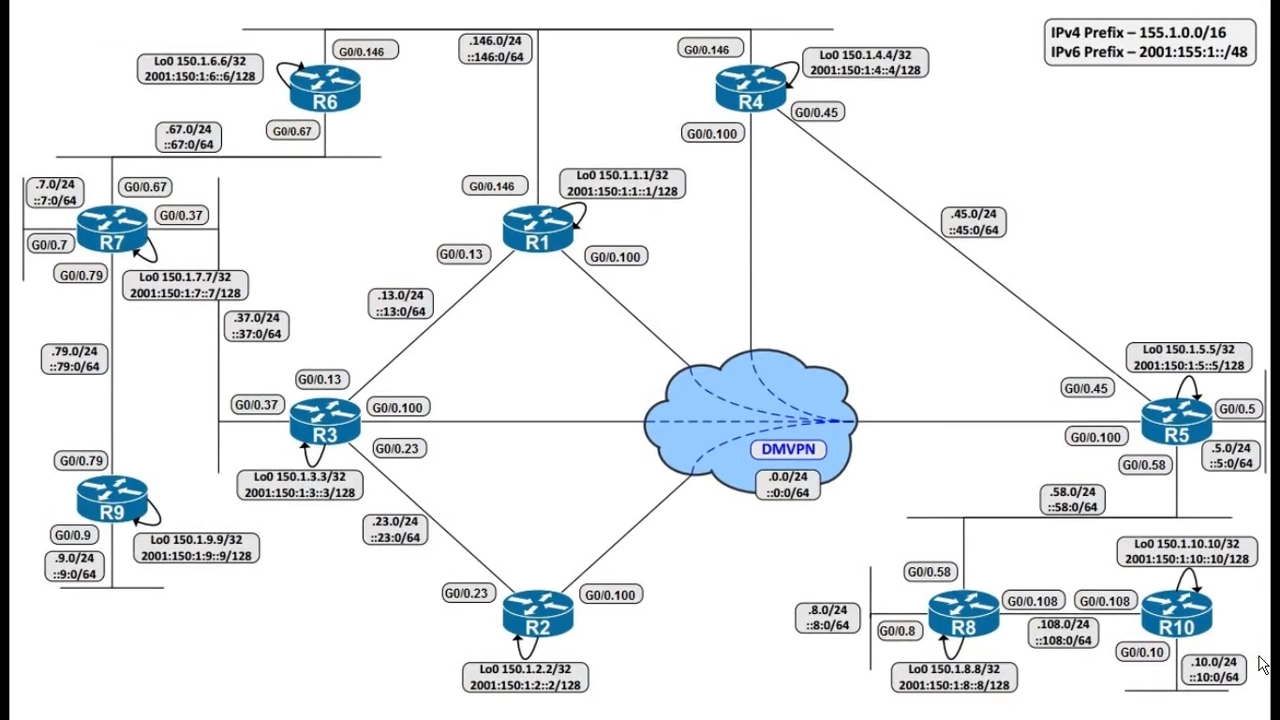 IPv4 Prefix – 155.1.0.0/16
IPv6 Prefix – 2001:155:1::/48
G0/0.146
.146.0/24
::146:0/64
G0/0.146
Lo0 150.1.6.6/32
2001:150:1:6::6/128
R6
Lo0 150.1.4.4/32
2001:150:1:4::4/128
R4
G0/0.45
G0/0.67
G0/0.100
.67.0/24
::67:0/64
.7.0/24
::7:0/64
G0/0.67
G0/0.37
R7
G0/0.7
G0/0.79
Lo0 150.1.7.7/32
2001:150:1:7::7/128
G0/0.146
Lo0 150.1.1.1/32
2001:150:1:1::1/128
R1
G0/0.13
G0/0.100
.45.0/24
::45:0/64
.13.0/24
::13:0/64
.37.0/24
::37:0/64
.79.0/24
::79:0/64
G0/0.13
G0/0.37
G0/0.100
R3
G0/0.23
Lo0 150.1.3.3/32
2001:150:1:3::3/128
Lo0 150.1.5.5/32
2001:150:1:5::5/128
G0/0.45
G0/0.5
G0/0.100
R5
.5.0/24
::5:0/64
G0/0.58
DMVPN
.0.0/24
::0:0/64
G0/0.79
R9
G0/0.9
Lo0 150.1.9.9/32
2001:150:1:9::9/128
.9.0/24
::9:0/64
.23.0/24
::23:0/64
.58.0/24
::58:0/64
G0/0.23
G0/0.100
R2
Lo0 150.1.2.2/32
2001:150:1:2::2/128
G0/0.58
Lo0 150.1.10.10/32
2001:150:1:10::10/128
.8.0/24
::8:0/64
G0/0.8
R8
G0/0.108
G0/0.108
.108.0/24
::108:0/64
R10
G0/0.10
Lo0 150.1.8.8/32
2001:150:1:8::8/128
.10.0/24
::10:0/64